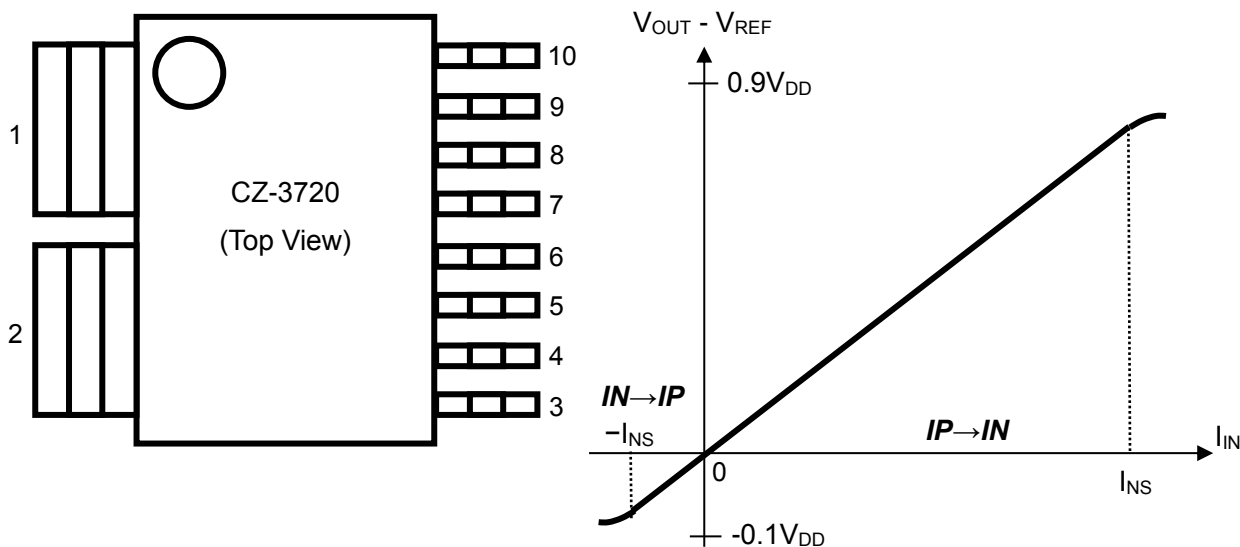 1
2
CZ-3720
(Top View)
10
9
8
7
6
5
4
3
VOUT - VREF
0.9VDD
IN→IP
−INS
IP→IN
IIN
0
INS
-0.1VDD